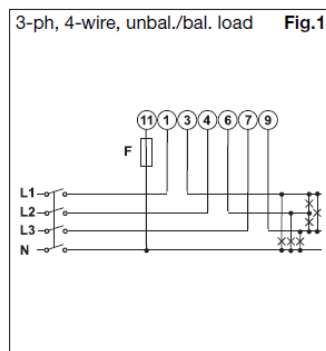 3-ph, 4-wire, unbal./bal. load Fig.1
11 1 3 4 6 7 9
F
L1
L2
L3
N